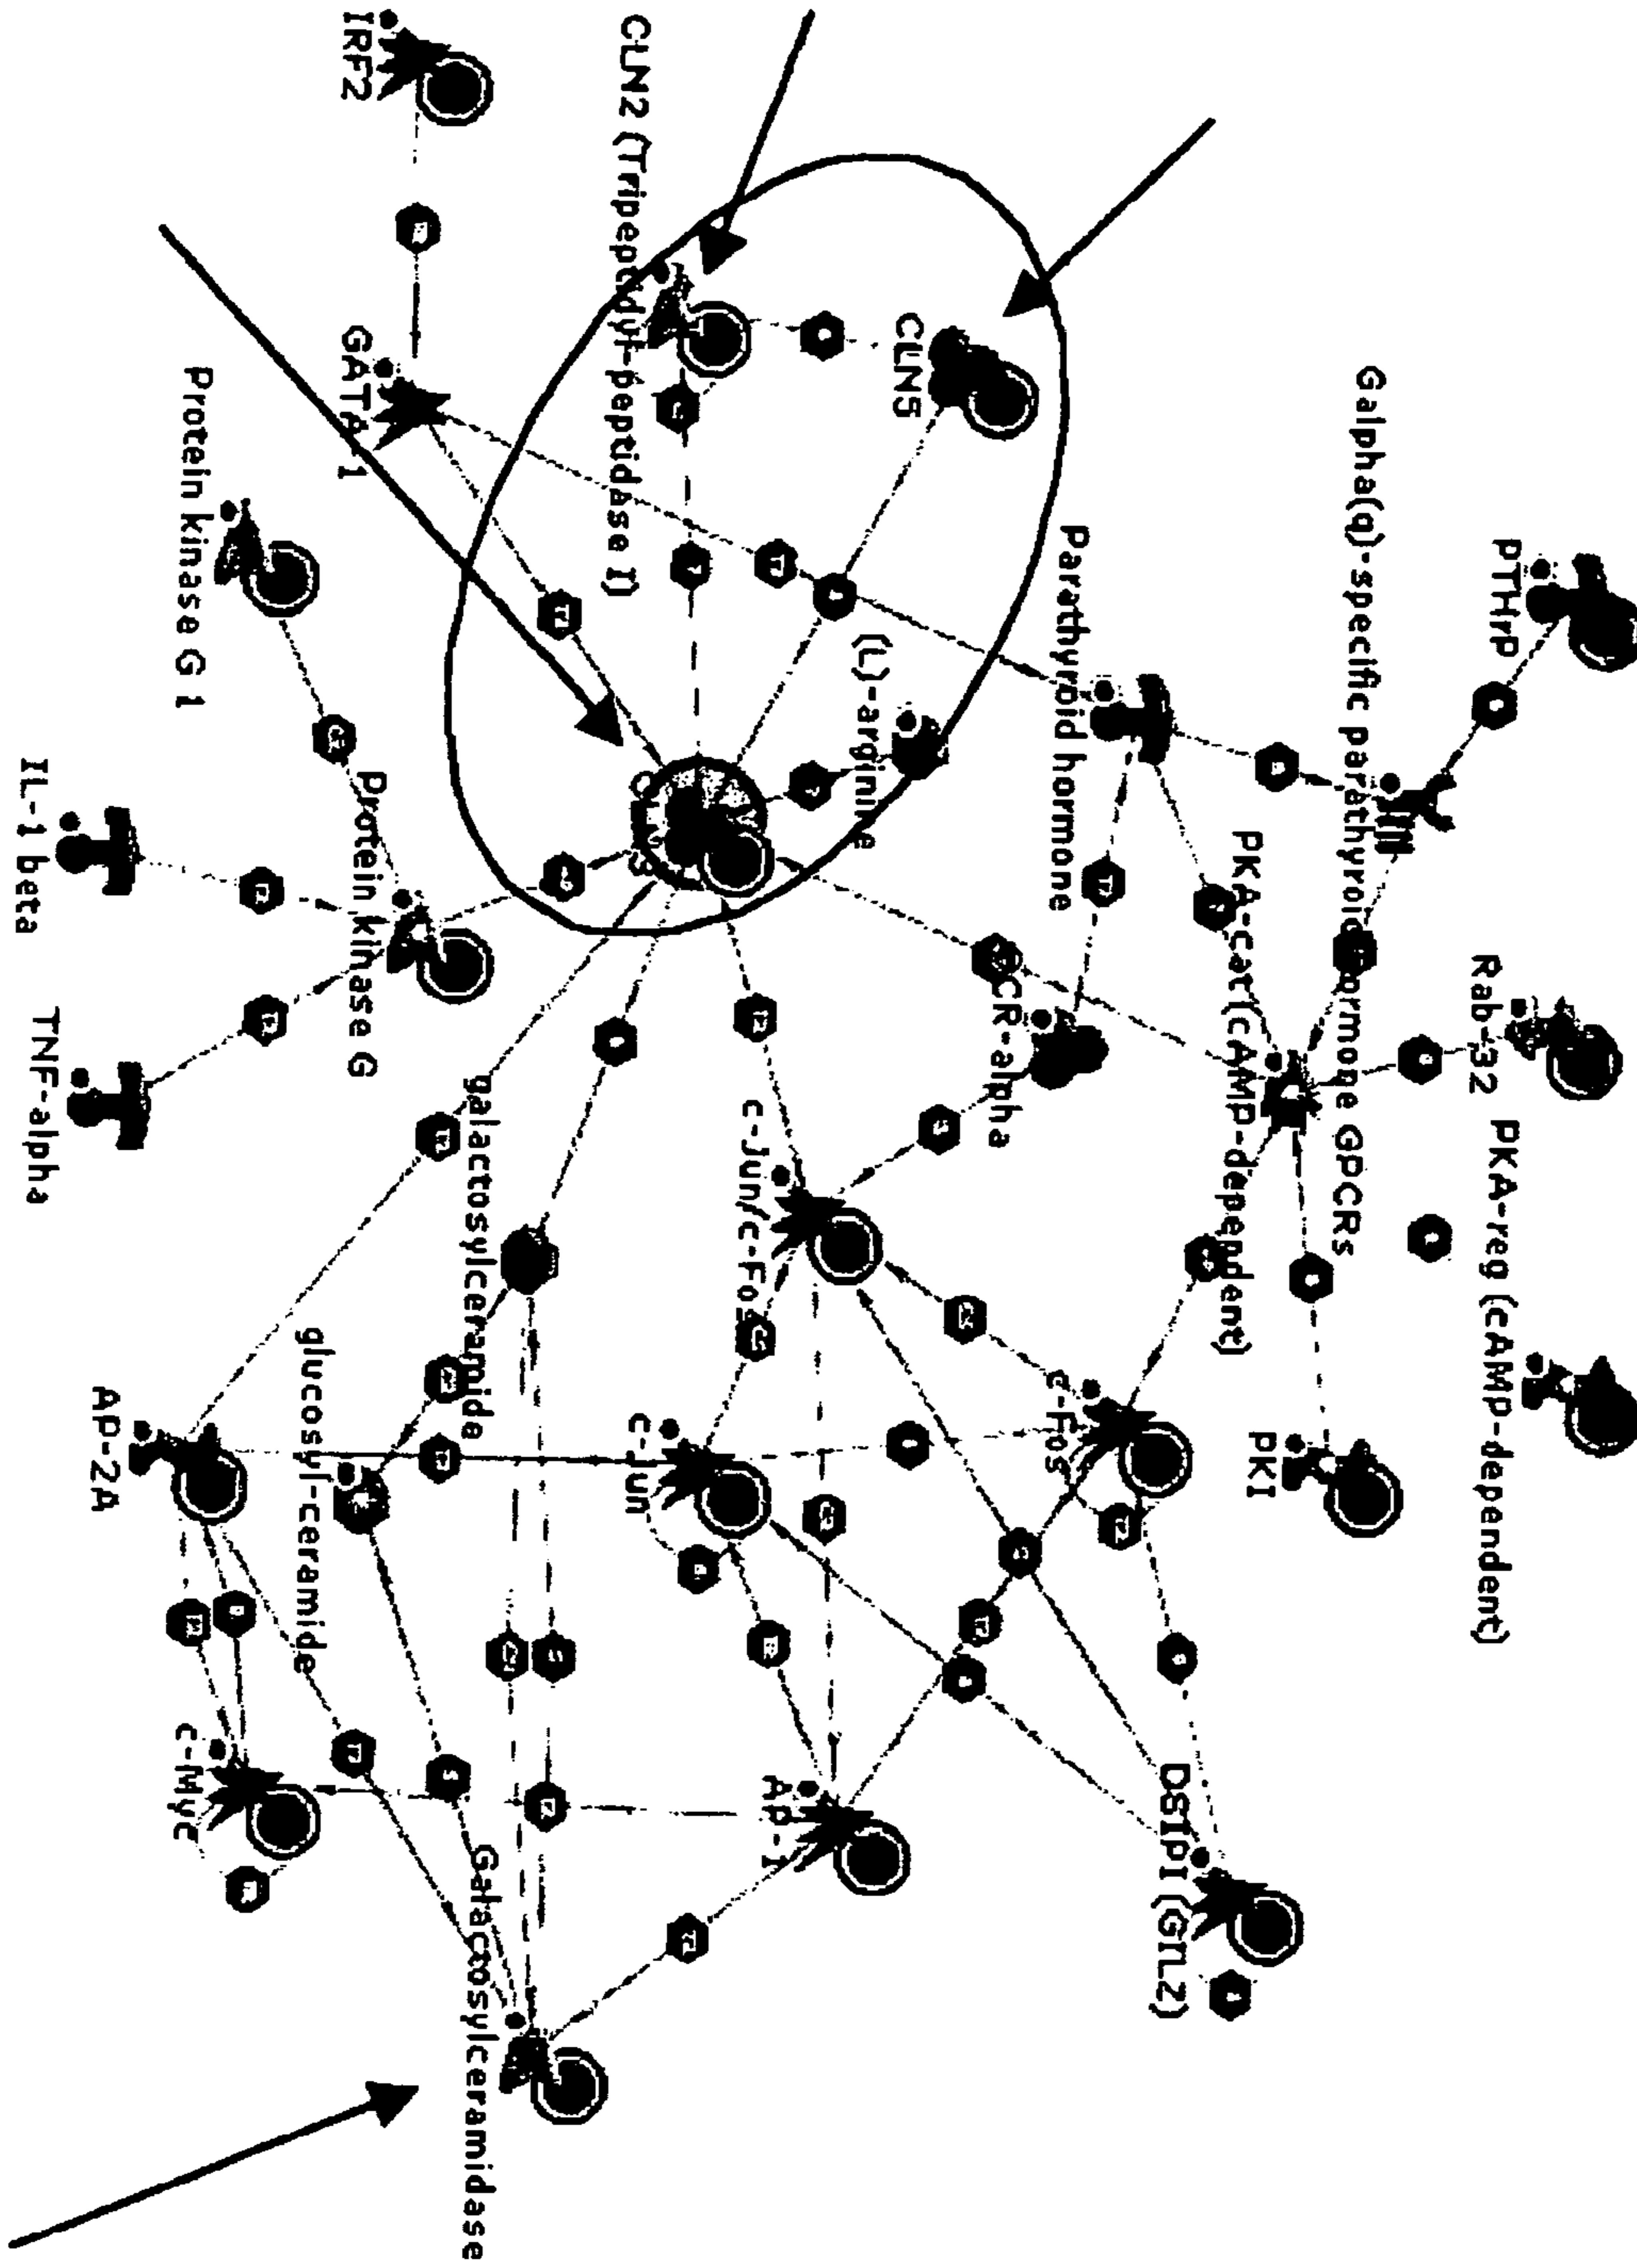 PTHrP
Rab-32
PKA-reg (cAMP-dependent)
Galpha(q)-specific parathyroid hormone GPCRs
PKI
PKA-cat (cAMP-dependent)
DSIPI (GILZ)
Parathyroid hormone
c-Fos
CLN5
(L)-arginine
c-Jun/c-Fos
AP-1
CLN2 (Tripeptidyl-peptidase I)
c-Jun
galactosylceramide
Galactosylceramidase
IRF2
GATA-1
Protein kinase G
glucosyl-ceramide
Protein kinase G 1
c-Myc
AP-2A
IL-1 beta
TNF-alpha